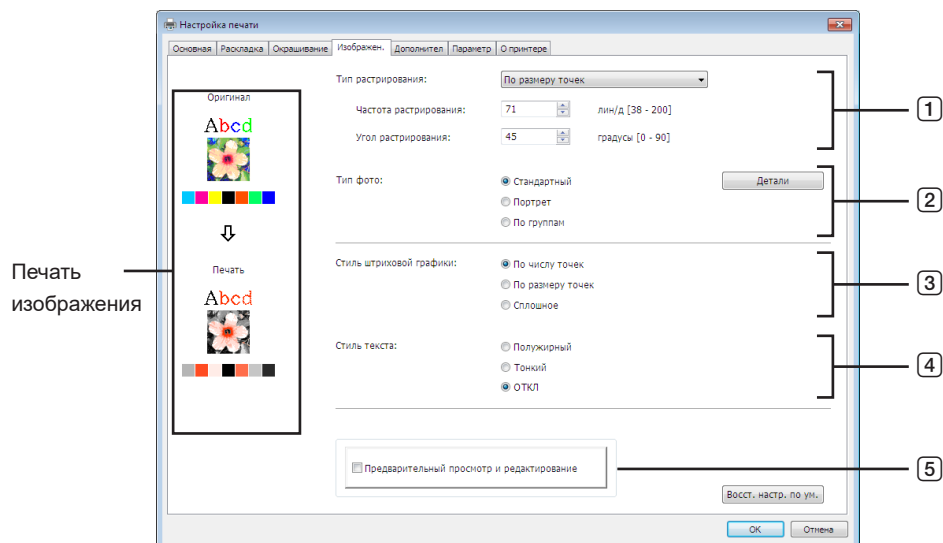 Настройка печати
Основная Раскладка Окрашивание Изображен. Дополнител Параметр О принтере
Оригинал
Abcd
Печать
Abcd
Печать
изображения
Тип растрирования: По размеру точек
Частота растрирования: 71 лин/д [38 - 200]
Угол растрирования: 45 градусы [0 - 90]
1
Тип фото: Стандартный Детали
Портрет
По группам
2
Стиль штриховой графики: По числу точек
По размеру точек
Сплошное
3
Стиль текста: Полужирный
Тонкий
ОТКЛ
4
Предварительный просмотр и редактирование
5
Восст. настр. по ум.
OK Отмена